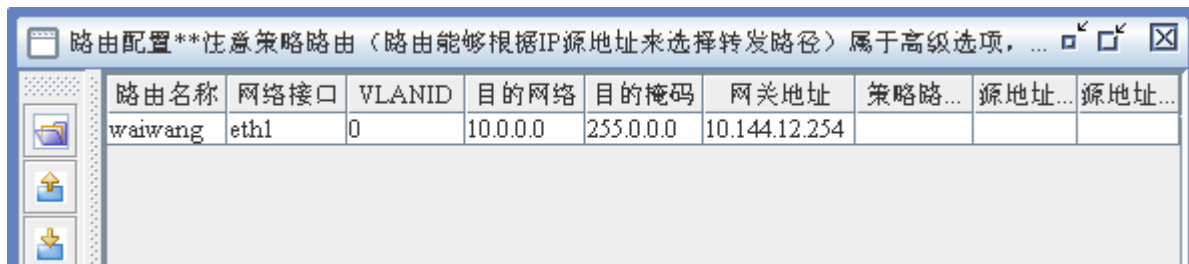 路由配置**注意策略路由（路由能够根据IP源地址来选择转发路径）属于高级选项，...
路由名称 网络接口 VLANID 目的网络 目的掩码 网关地址 策略路... 源地址... 源地址...
waiwang eth1 0 10.0.0.0 255.0.0.0 10.144.12.254